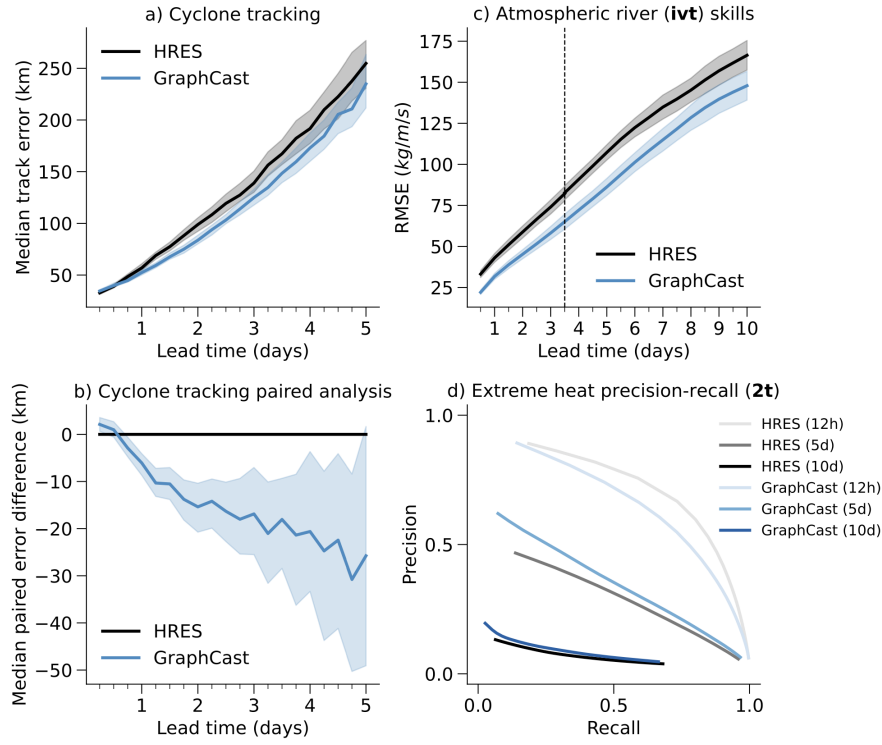 a) Cyclone tracking
HRES
GraphCast
250
200
150
100
50
1 2 3 4 5
Lead time (days)
Median track error (km)
c) Atmospheric river (ivt) skills
175
150
125
100
75
50
25
HRES
GraphCast
1 2 3 4 5 6 7 8 9 10
Lead time (days)
RMSE (kg/m/s)
b) Cyclone tracking paired analysis
0
−10
−20
−30
−40
−50
HRES
GraphCast
1 2 3 4 5
Lead time (days)
Median paired error difference (km)
d) Extreme heat precision-recall (2t)
1.0
0.5
0.0
HRES (12h)
HRES (5d)
HRES (10d)
GraphCast (12h)
GraphCast (5d)
GraphCast (10d)
0.0 0.5 1.0
Recall
Precision